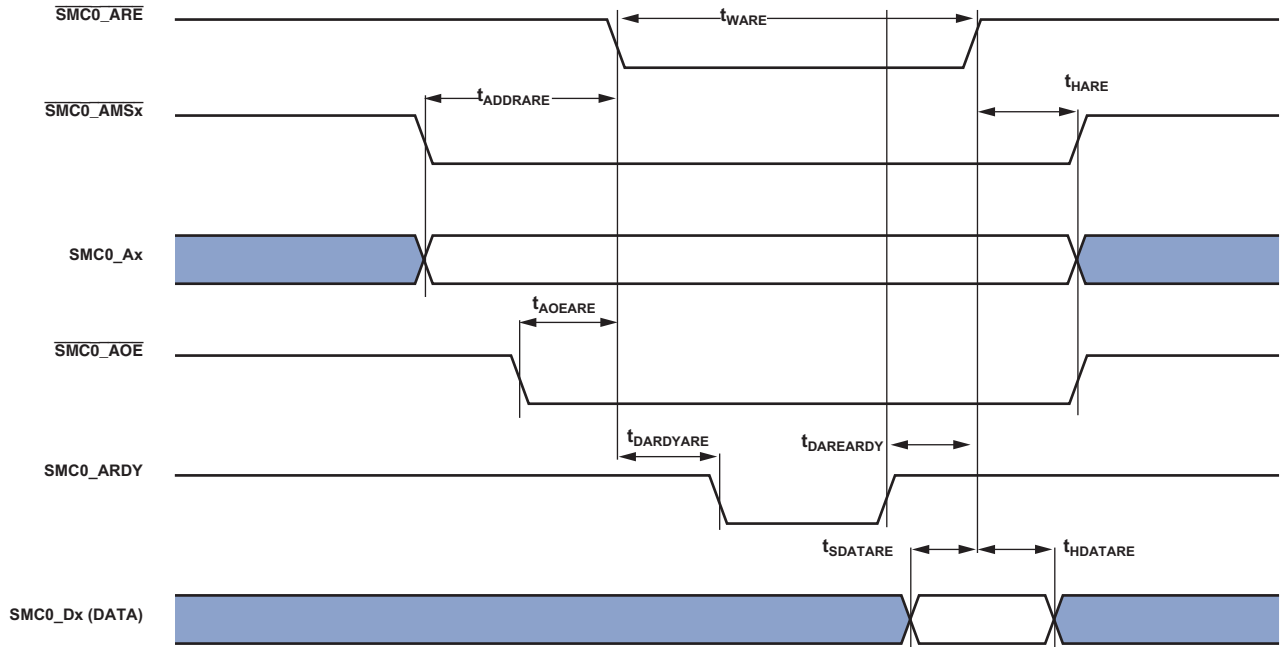 SMC0_ARE
tWARE
SMC0_AMSx
tADDRARE
tHARE
SMC0_Ax
tAOEARE
SMC0_AOE
tDARDYARE
tDAREARDY
SMC0_ARDY
tSDATARE
tHDATARE
SMC0_Dx (DATA)